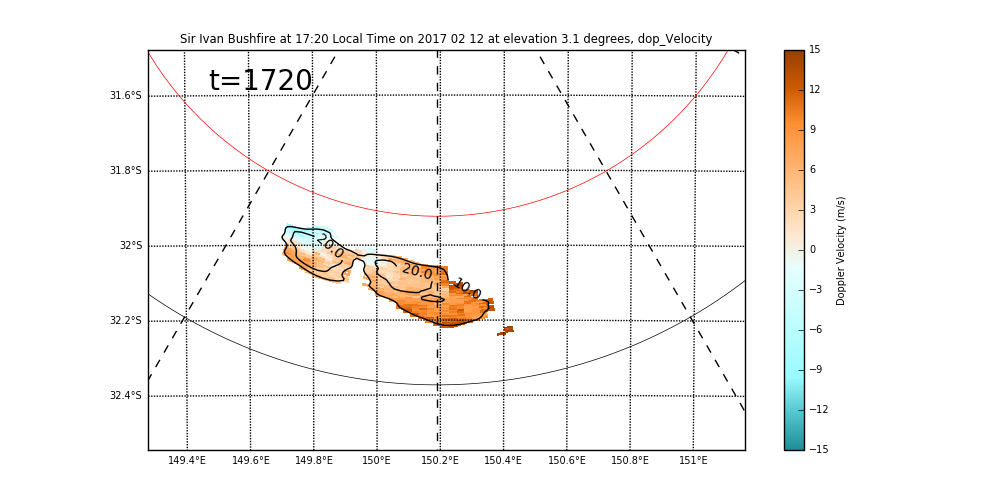 Sir Ivan Bushfire at 17:20 Local Time on 2017 02 12 at elevation 3.1 degrees, dop_Velocity
t=1720
31.6°S
31.8°S
32°S
32.2°S
32.4°S
20.0
20.0
10.0
149.4°E 149.6°E 149.8°E 150°E 150.2°E 150.4°E 150.6°E 150.8°E 151°E
15
12
9
6
3
0
−3
−6
−9
−12
−15
Doppler Velocity (m/s)